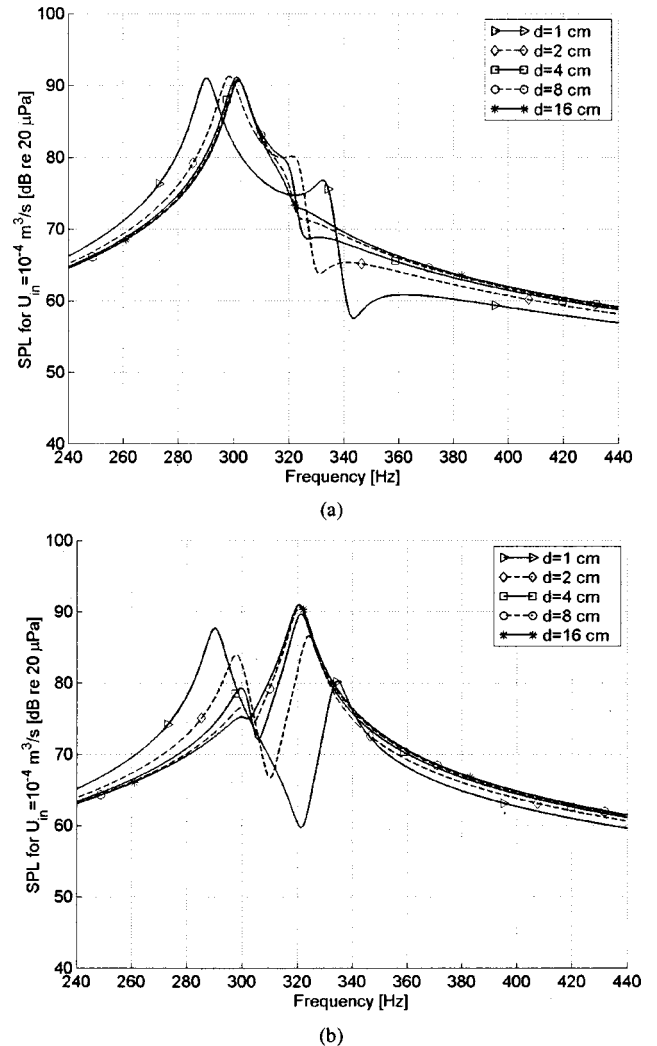 100
90
80
70
60
50
40
SPL for U_in =10^-4 m^3/s [dB re 20 μPa]
d=1 cm
d=2 cm
d=4 cm
d=8 cm
d=16 cm
240 260 280 300 320 340 360 380 400 420 440
Frequency [Hz]
(a)
100
90
80
70
60
50
40
SPL for U_in =10^-4 m^3/s [dB re 20 μPa]
d=1 cm
d=2 cm
d=4 cm
d=8 cm
d=16 cm
240 260 280 300 320 340 360 380 400 420 440
Frequency [Hz]
(b)